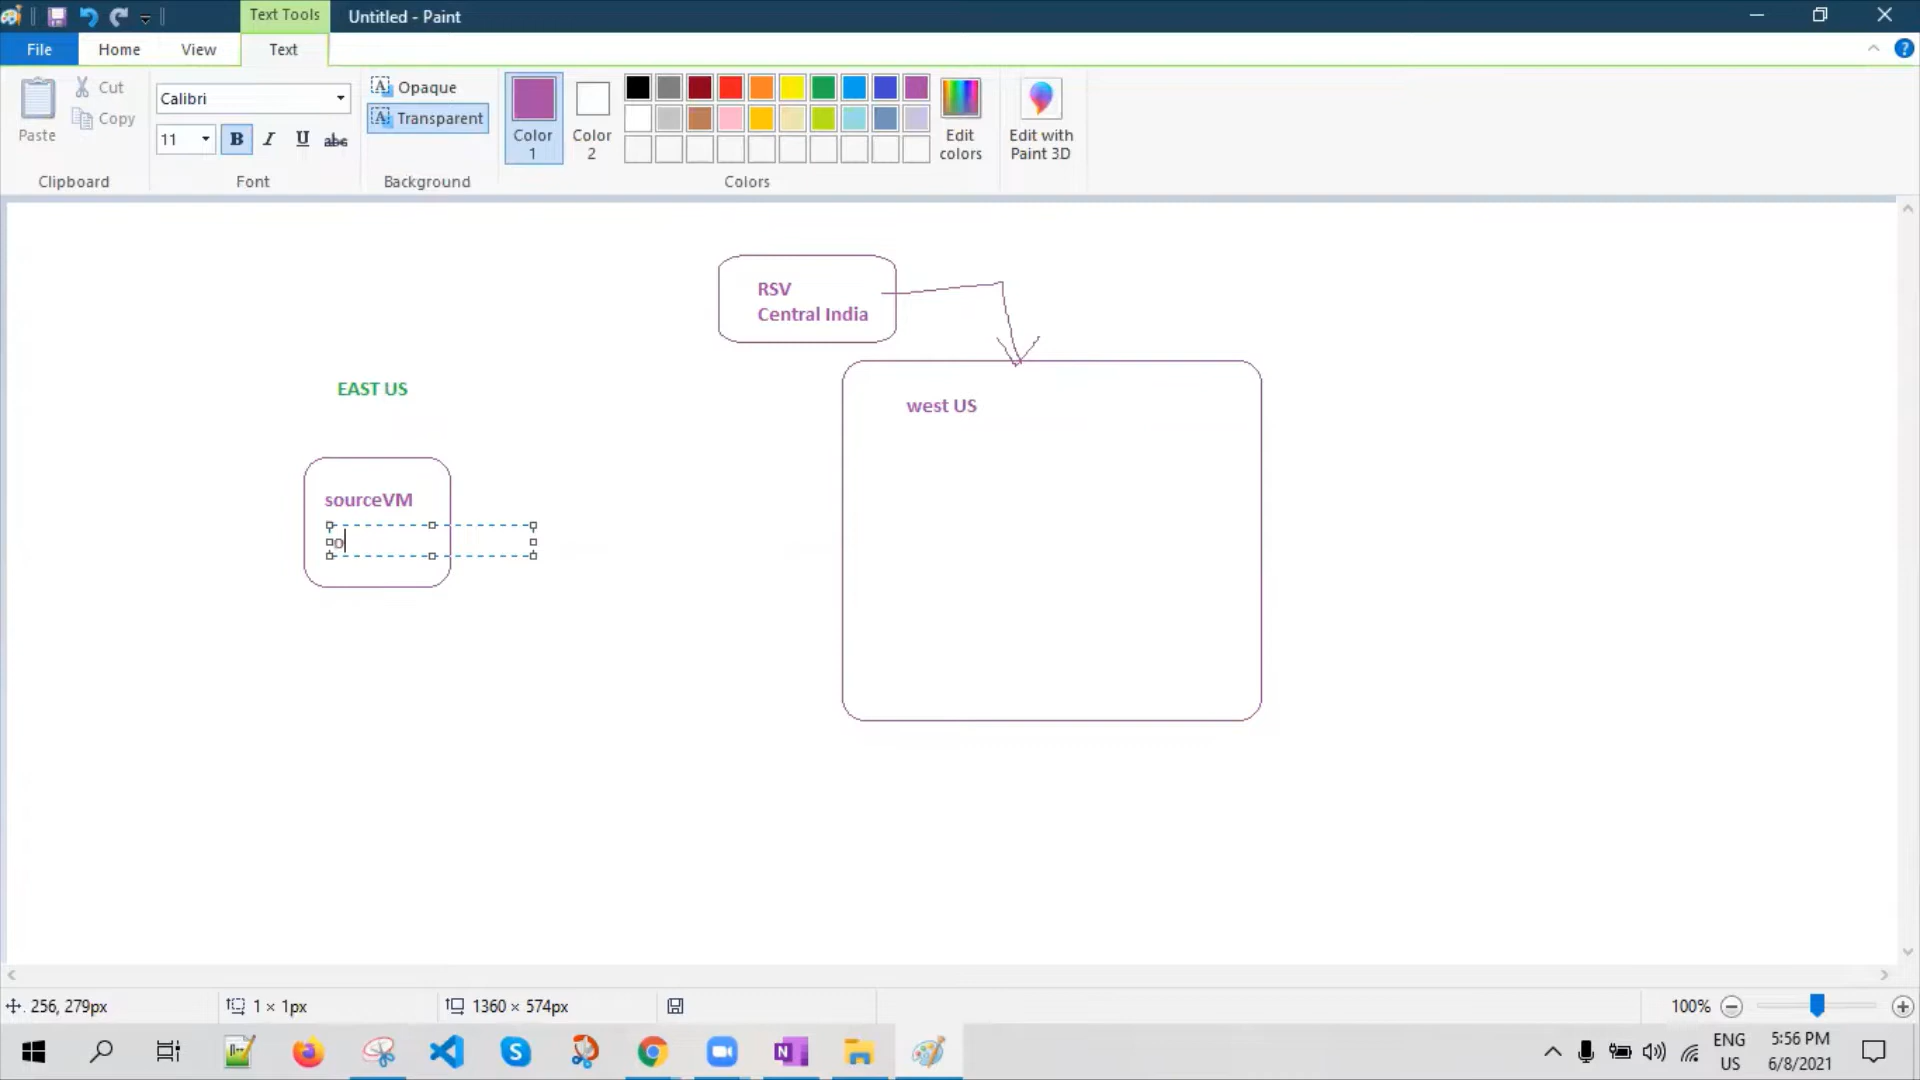 Text Tools
Untitled - Paint
File
Home
View
Text
Paste
Cut
Copy
Clipboard
Calibri
11
B I U abc
Font
A Opaque
A Transparent
Background
Color 1
Color 2
Edit colors
Edit with Paint 3D
Colors
RSV
Central India
EAST US
west US
sourceVM
o
256, 279px
1 × 1px
1360 × 574px
100%
ENG
US
5:56 PM
6/8/2021